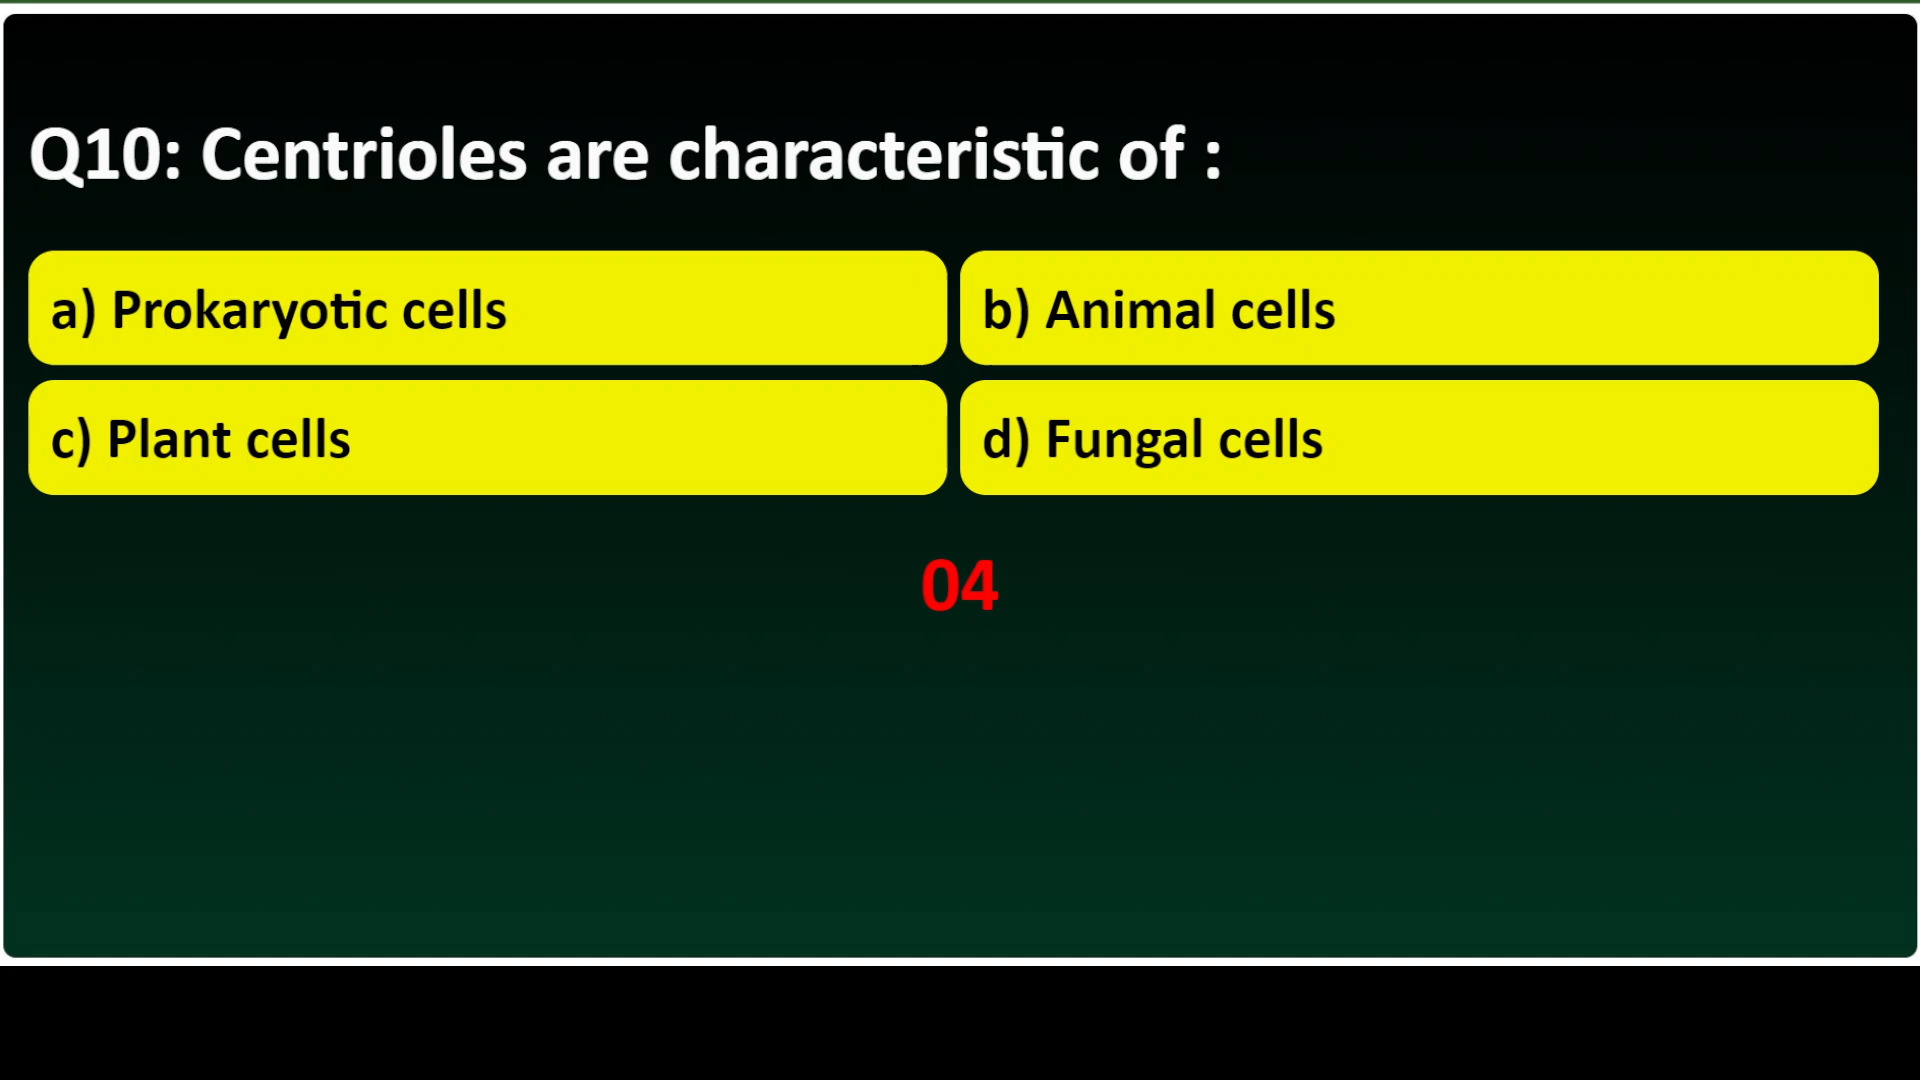 Q10: Centrioles are characteristic of :
a) Prokaryotic cells
b) Animal cells
c) Plant cells
d) Fungal cells
04